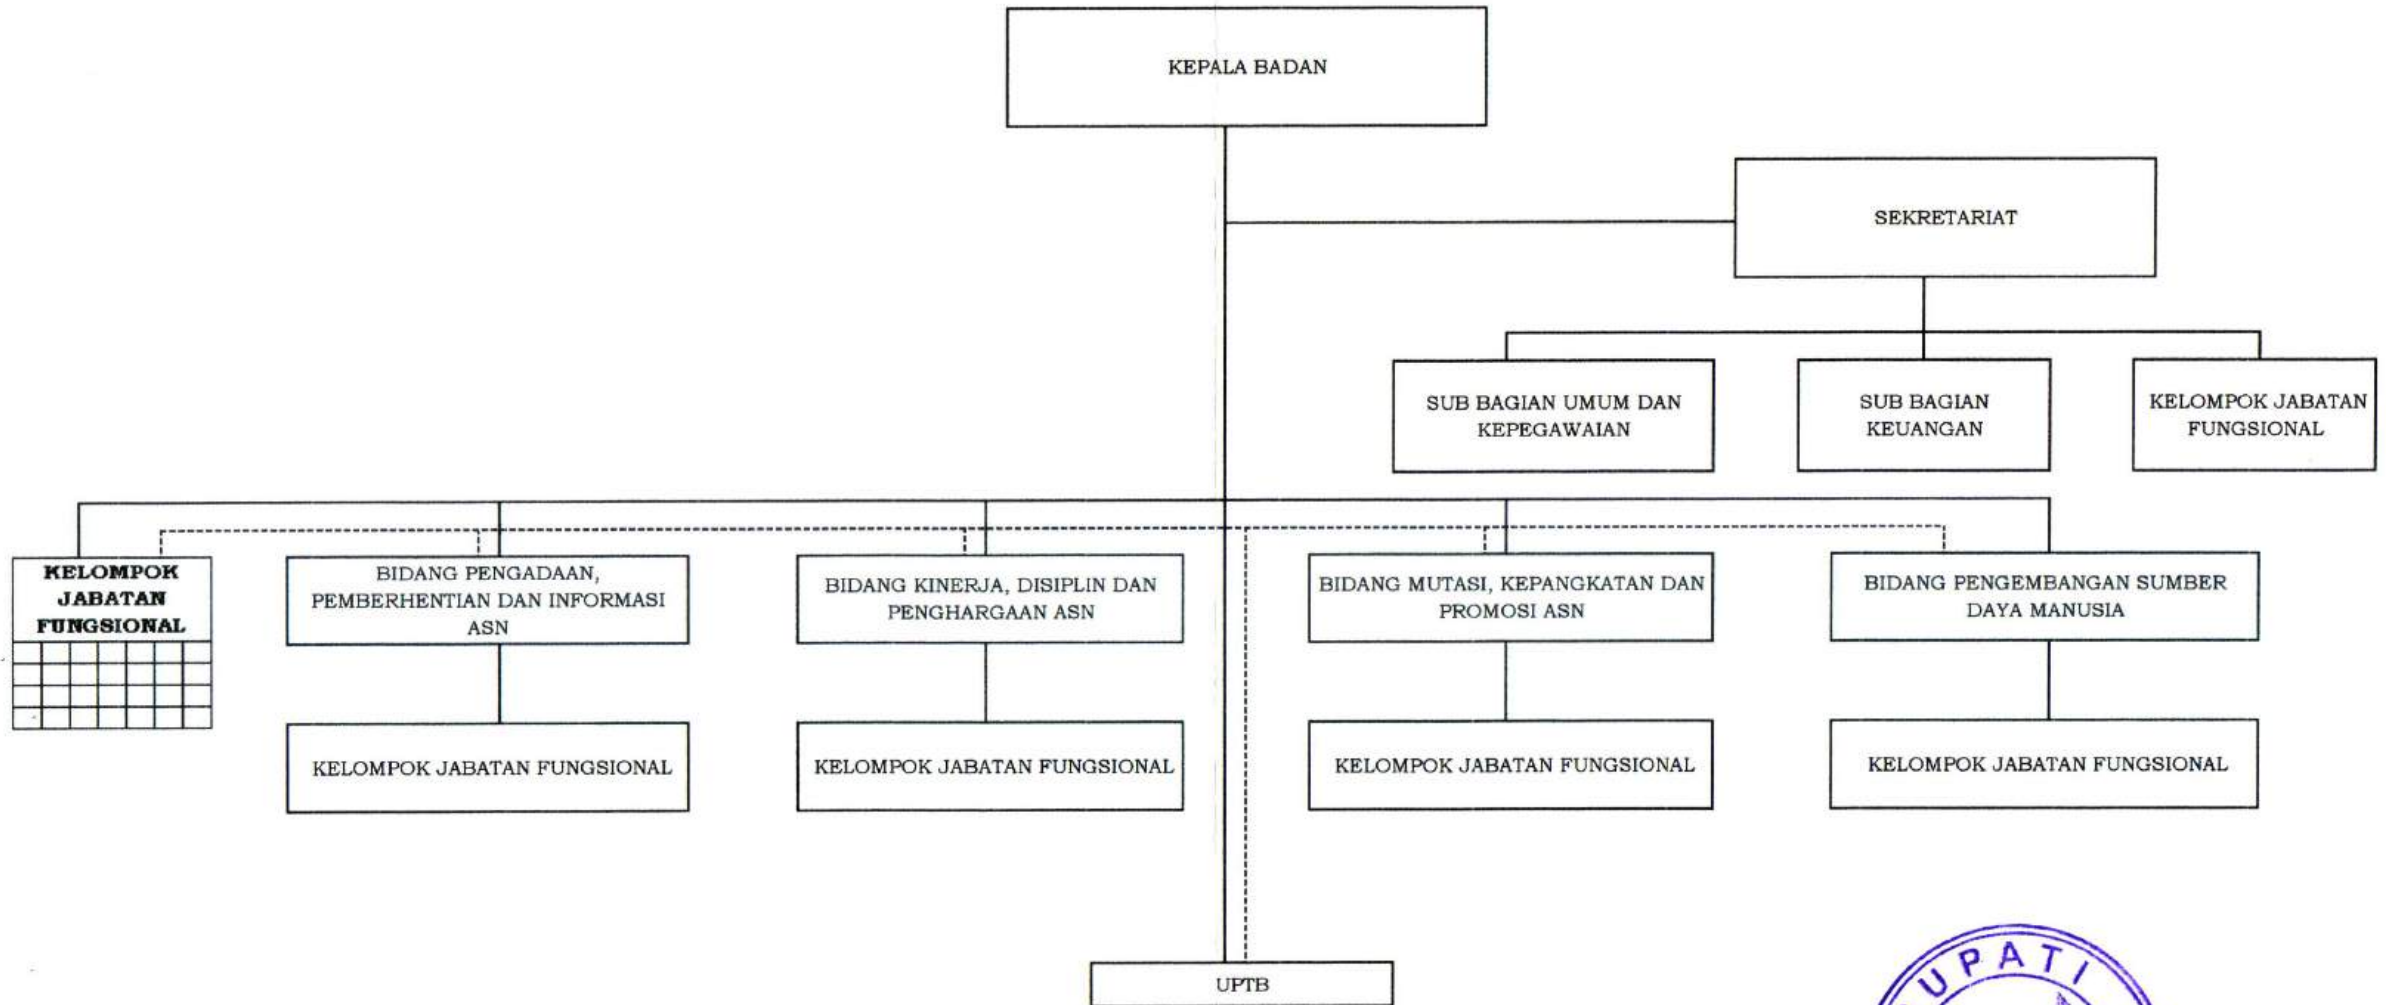 KEPALA BADAN
SEKRETARIAT
SUB BAGIAN UMUM DAN
KEPEGAWAIAN
SUB BAGIAN
KEUANGAN
KELOMPOK JABATAN
FUNGSIONAL
KELOMPOK
JABATAN
FUNGSIONAL
BIDANG PENGADAAN,
PEMBERHENTIAN DAN INFORMASI
ASN
BIDANG KINERJA, DISIPLIN DAN
PENGHARGAAN ASN
BIDANG MUTASI, KEPANGKATAN DAN
PROMOSI ASN
BIDANG PENGEMBANGAN SUMBER
DAYA MANUSIA
KELOMPOK JABATAN FUNGSIONAL
KELOMPOK JABATAN FUNGSIONAL
KELOMPOK JABATAN FUNGSIONAL
KELOMPOK JABATAN FUNGSIONAL
UPTB
UPATI